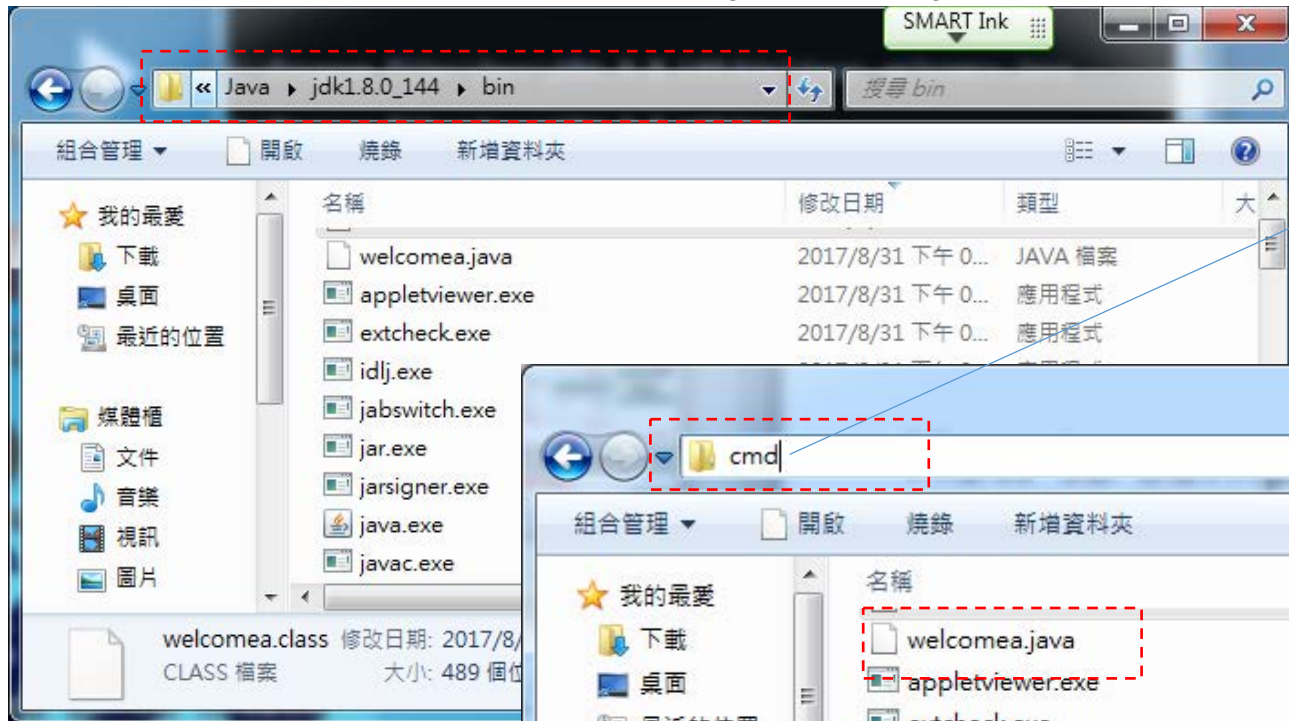 SMART Ink
« Java ▸ jdk1.8.0_144 ▸ bin
搜尋 bin
組合管理 ▼ 開啟 燒錄 新增資料夾
名稱 修改日期 類型 大
我的最愛
下載
桌面
最近的位置
媒體櫃
文件
音樂
視訊
圖片
welcomea.java 2017/8/31 下午 0... JAVA 檔案
appletviewer.exe 2017/8/31 下午 0... 應用程式
extcheck.exe 2017/8/31 下午 0... 應用程式
idlj.exe
jabswitch.exe
jar.exe
jarsigner.exe
java.exe
javac.exe
welcomea.class 修改日期: 2017/8/
CLASS 檔案 大小: 489 個位
cmd
組合管理 ▼ 開啟 燒錄 新增資料夾
我的最愛
下載
桌面
名稱
welcomea.java
appletviewer.exe